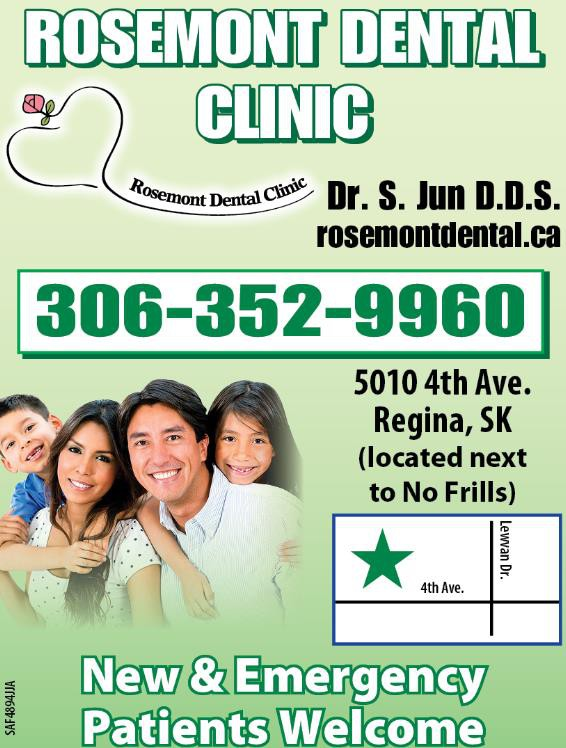 ROSEMONT DENTAL
CLINIC
Rosemont Dental Clinic
Dr. S. Jun D.D.S.
rosemontdental.ca
306-352-9960
5010 4th Ave.
Regina, SK
(located next
to No Frills)
Lewvan Dr.
4th Ave.
New & Emergency
Patients Welcome
SAF4894JJA